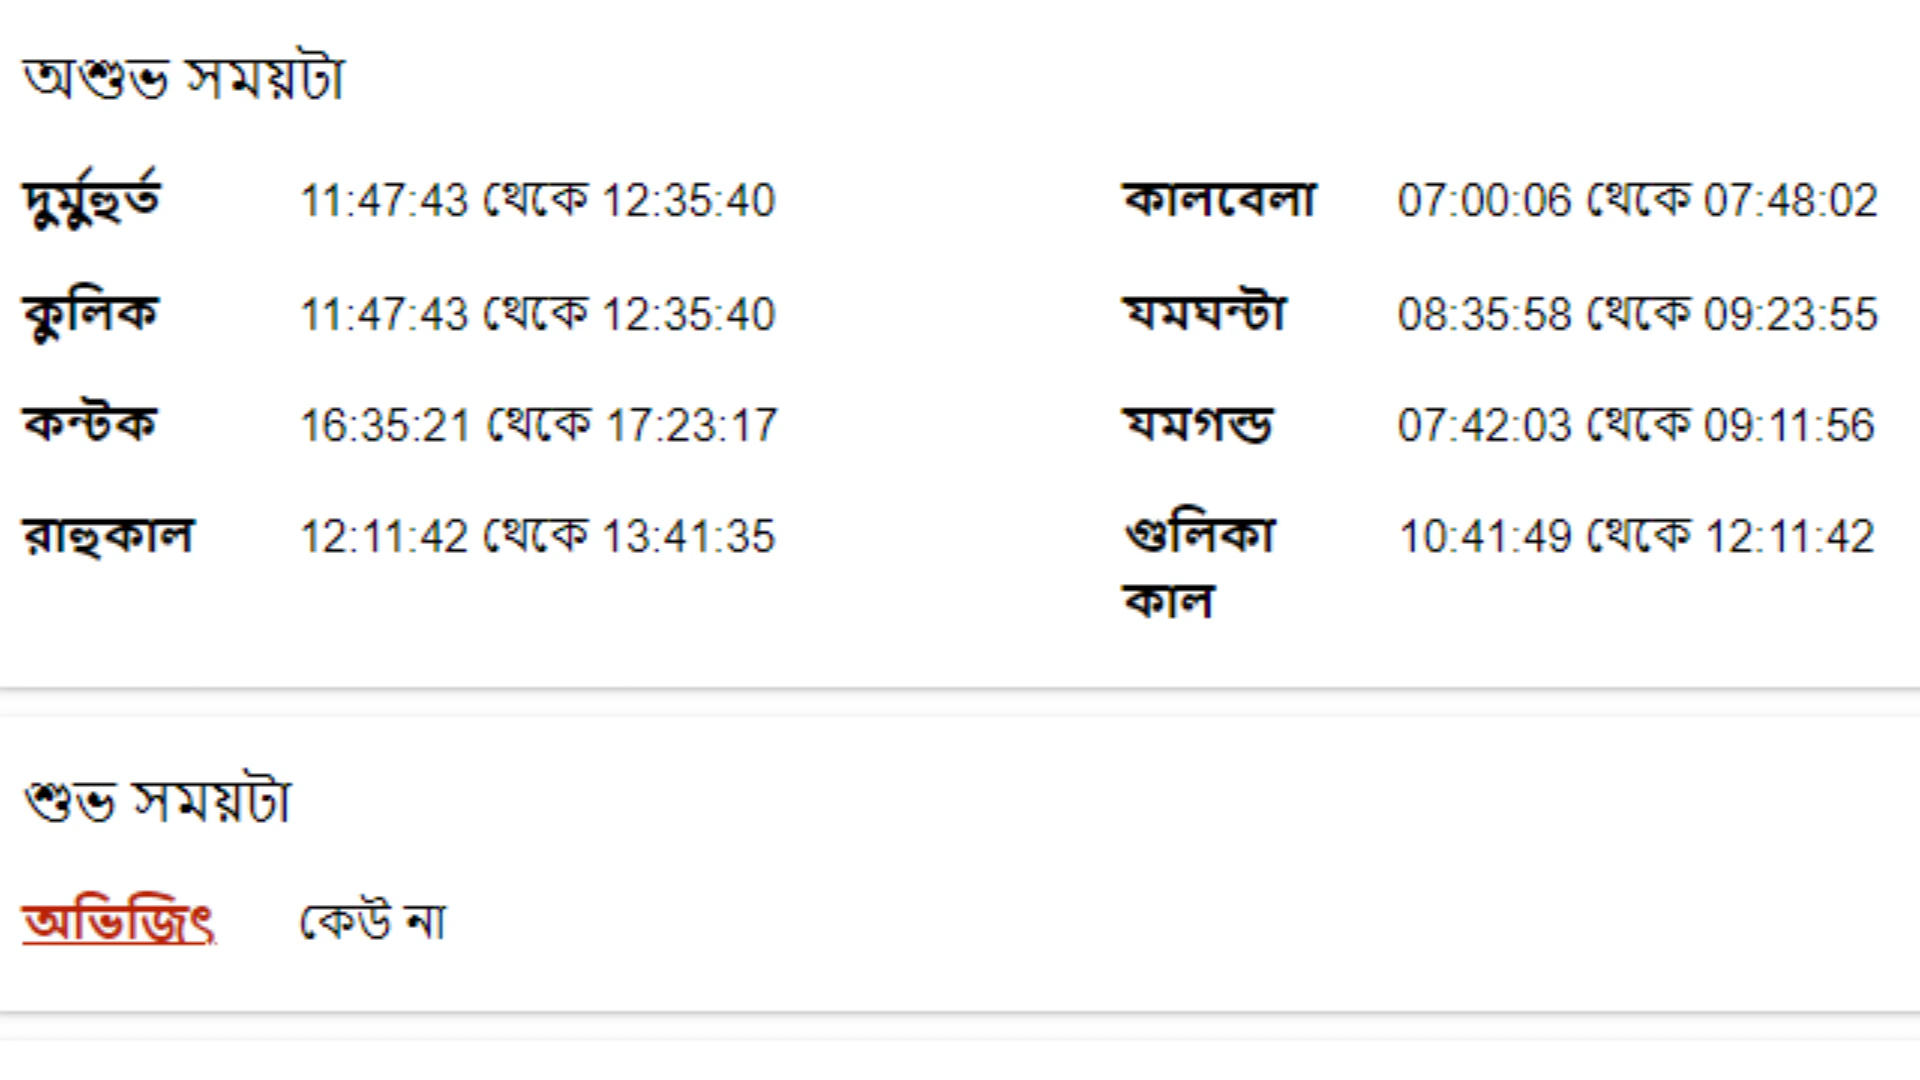 অশুভ সময়টা
দুর্মুহুর্ত 11:47:43 থেকে 12:35:40 কালবেলা 07:00:06 থেকে 07:48:02
কুলিক 11:47:43 থেকে 12:35:40 যমঘন্টা 08:35:58 থেকে 09:23:55
কন্টক 16:35:21 থেকে 17:23:17 যমগন্ড 07:42:03 থেকে 09:11:56
রাহুকাল 12:11:42 থেকে 13:41:35 গুলিকা 10:41:49 থেকে 12:11:42
কাল
শুভ সময়টা
অভিজিৎ কেউ না